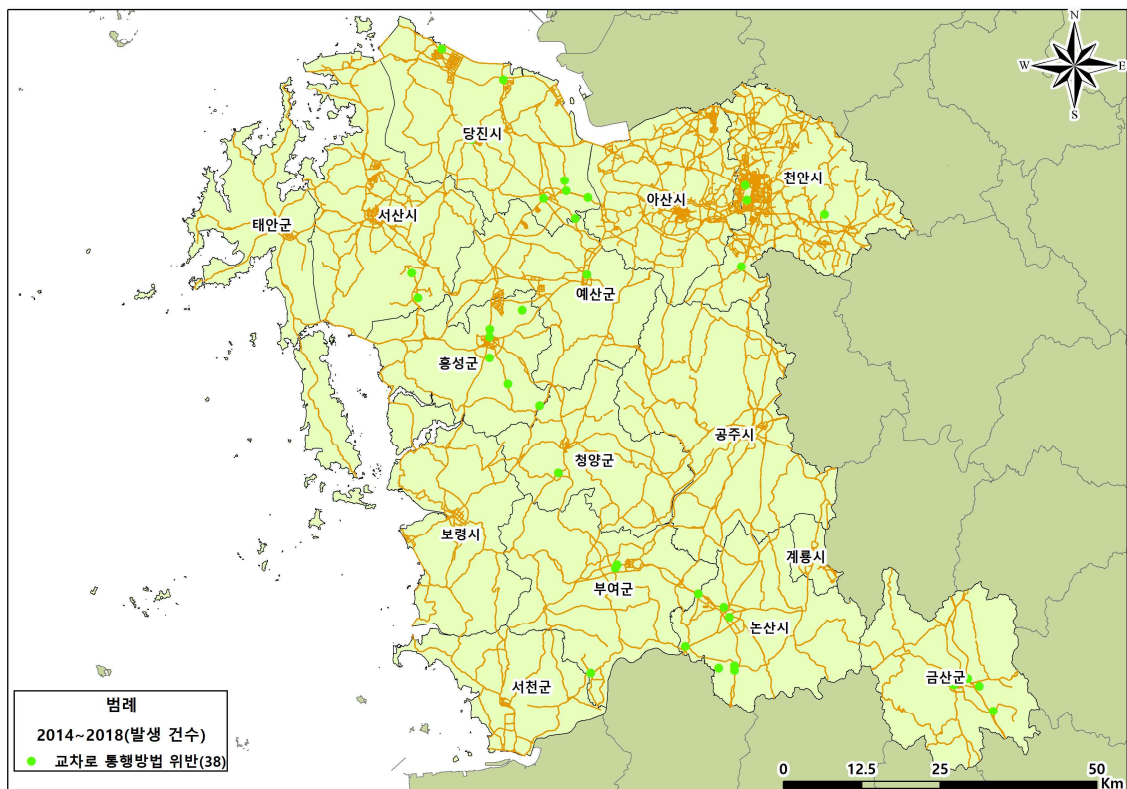 N
W E
S
당진시
천안시
아산시
서산시
태안군
예산군
홍성군
공주시
청양군
보령시
계룡시
부여군
논산시
금산군
서천군
범례
2014~2018(발생 건수)
교차로 통행방법 위반(38)
0 12.5 25 50
Km